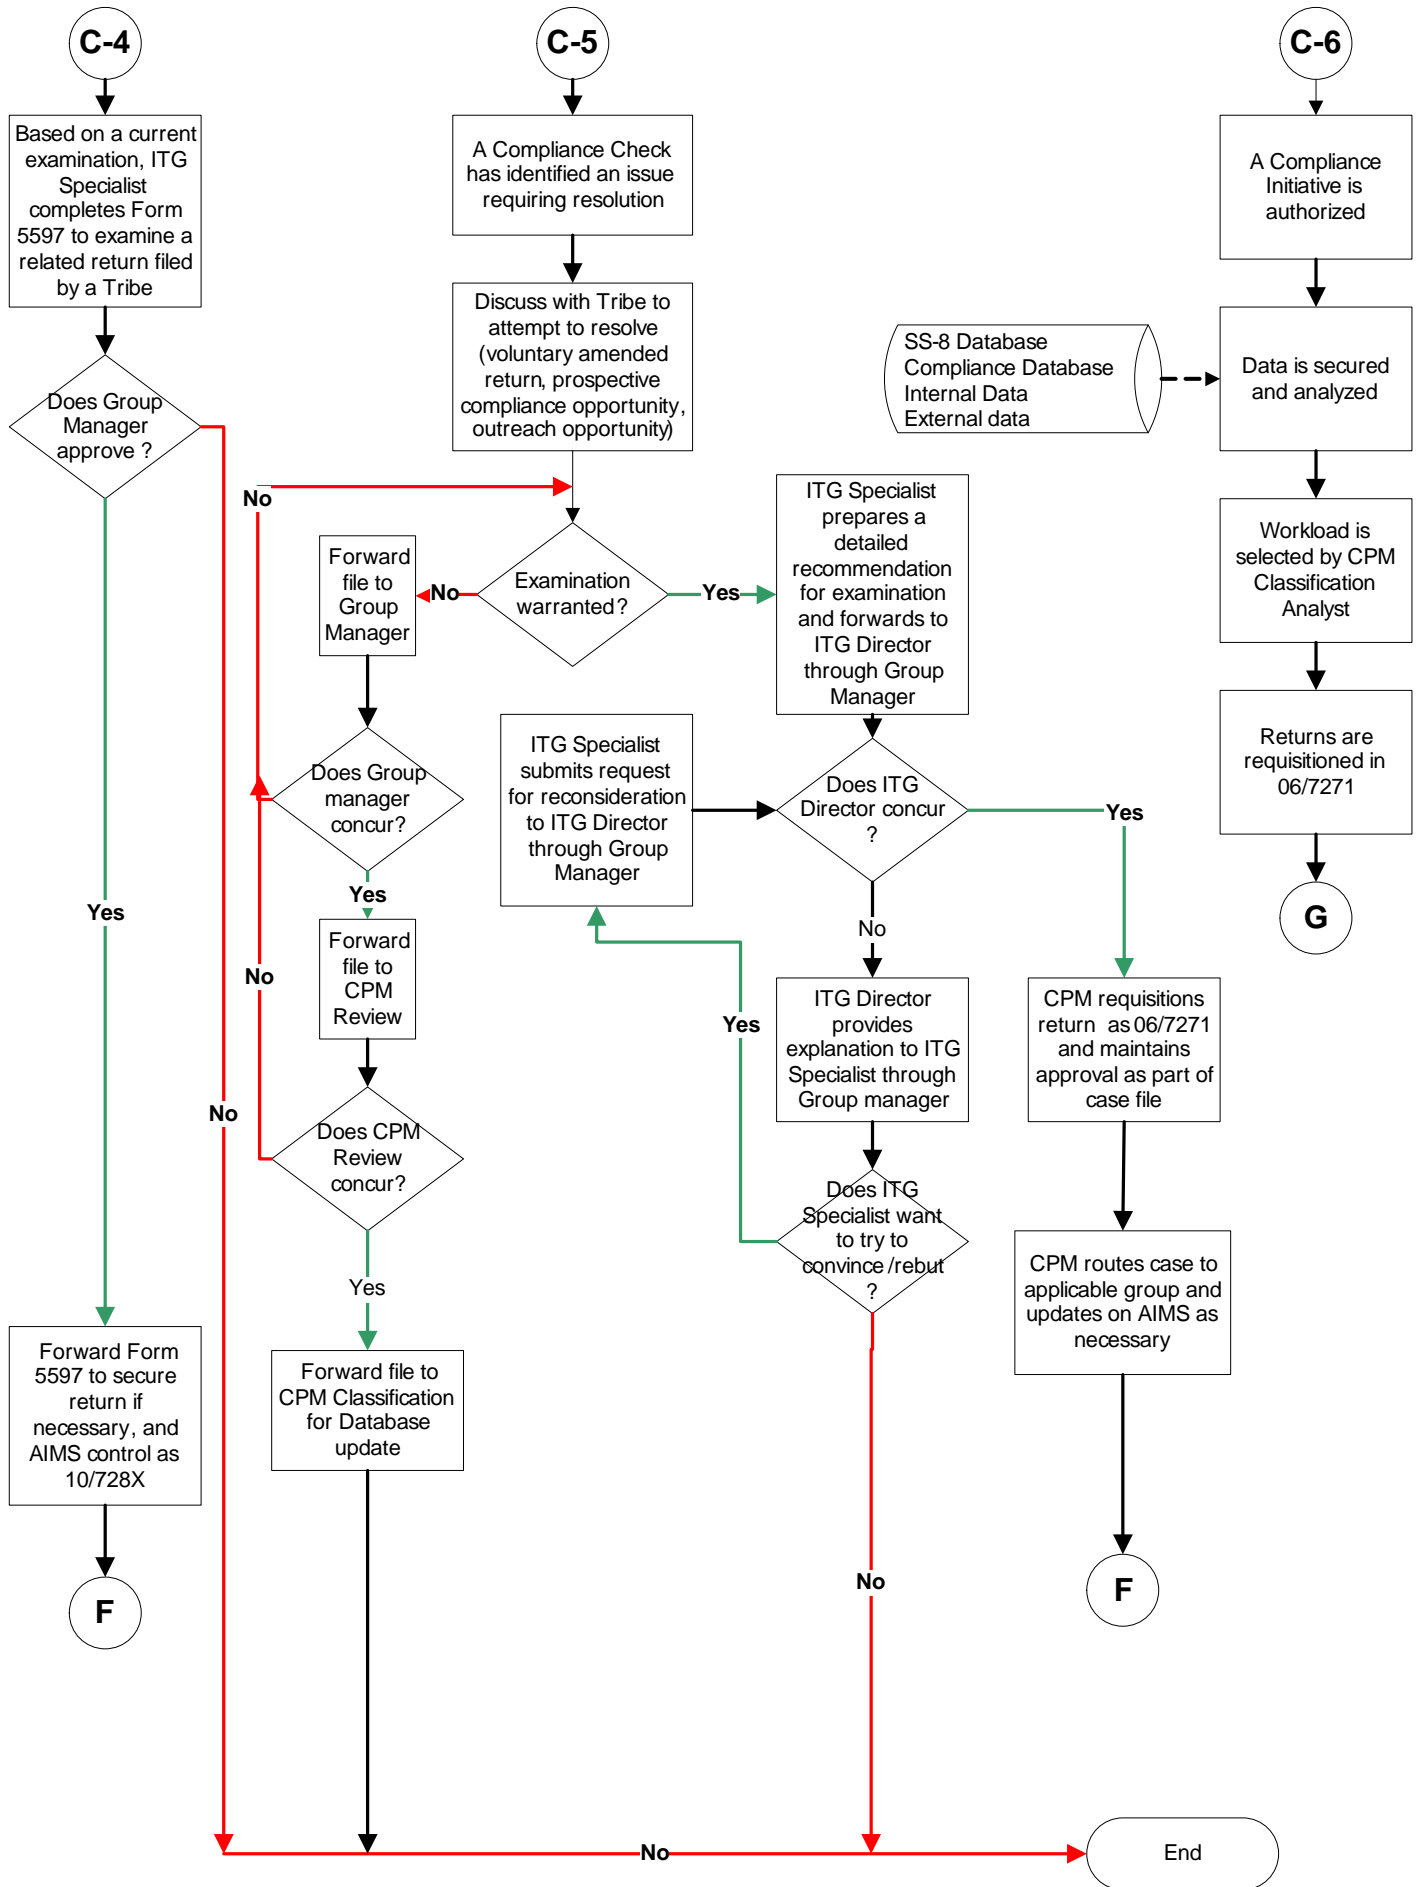 C-4
Based on a current
examination, ITG
Specialist
completes Form
5597 to examine a
related return filed
by a Tribe
Does Group
Manager
approve ?
Yes
No
Forward Form
5597 to secure
return if
necessary, and
AIMS control as
10/728X
F
C-5
A Compliance Check
has identified an issue
requiring resolution
Discuss with Tribe to
attempt to resolve
(voluntary amended
return, prospective
compliance opportunity,
outreach opportunity)
Examination
warranted?
No
Yes
Forward
file to
Group
Manager
Does Group
manager
concur?
No
Yes
Forward
file to
CPM
Review
Does CPM
Review
concur?
No
Yes
Forward file to
CPM Classification
for Database
update
ITG Specialist
prepares a
detailed
recommendation
for examination
and forwards to
ITG Director
through Group
Manager
ITG Specialist
submits request
for reconsideration
to ITG Director
through Group
Manager
Does ITG
Director concur
?
Yes
No
ITG Director
provides
explanation to ITG
Specialist through
Group manager
Does ITG
Specialist want
to try to
convince /rebut
?
Yes
No
CPM requisitions
return as 06/7271
and maintains
approval as part of
case file
CPM routes case to
applicable group and
updates on AIMS as
necessary
F
C-6
A Compliance
Initiative is
authorized
SS-8 Database
Compliance Database
Internal Data
External data
Data is secured
and analyzed
Workload is
selected by CPM
Classification
Analyst
Returns are
requisitioned in
06/7271
G
No
End